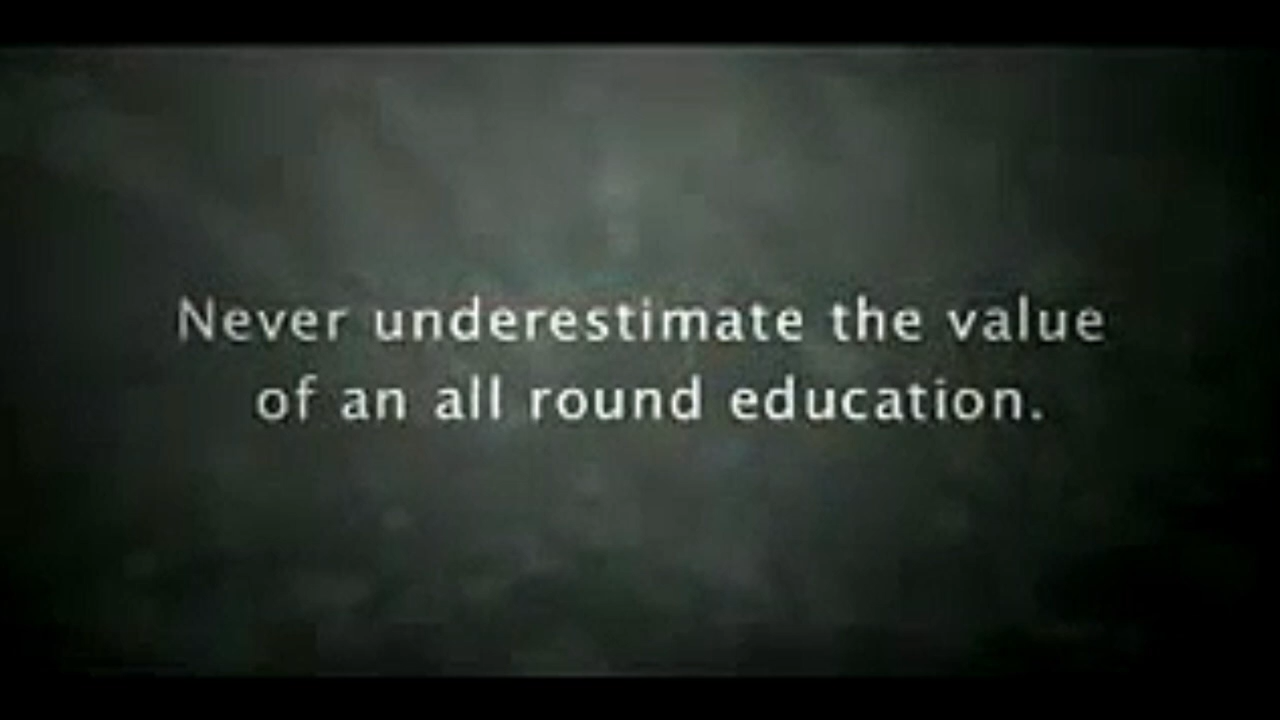 Never underestimate the value
of an all round education.